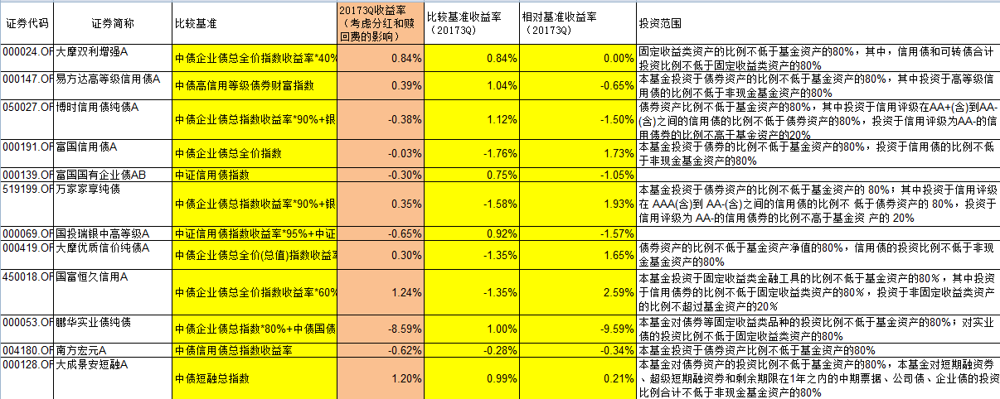 证券代码
证券简称
比较基准
20173Q收益率
（考虑分红和赎
回费的影响）
比较基准收益率
（20173Q）
相对基准收益率
（20173Q）
投资范围
000024.OF
大摩双利增强A
中债企业债总全价指数收益率*40%
0.84%
0.84%
0.00%
固定收益类资产的比例不低于基金资产的80%，其中，信用债和可转债合计
投资比例不低于固定收益类资产的80%
000147.OF
易方达高等级信用债A
中债高信用等级债券财富指数
0.39%
1.04%
-0.65%
本基金投资于债券资产的比例不低于基金资产的80%，其中投资于高等级信
用债的比例不低于非现金基金资产的80%
050027.OF
博时信用债纯债A
中债企业债总指数收益率*90%+银
-0.38%
1.12%
-1.50%
债券资产比例不低于基金资产的80%，其中投资于信用评级在AA+(含)到AA-
(含)之间的信用债的比例不低于债券资产的80%，投资于信用评级为AA-的信
用债券的比例不高于基金资产的20%
000191.OF
富国信用债A
中债企业债总全价指数
-0.03%
-1.76%
1.73%
本基金投资于债券的比例不低于基金资产的80%，投资于信用债的比例不低
于非现金基金资产的80%
000139.OF
富国国有企业债AB
中证信用债指数
-0.30%
0.75%
-1.05%
519199.OF
万家家享纯债
中债企业债总指数收益率*90%+银
0.35%
-1.58%
1.93%
本基金投资于债券资产的比例不低于基金资产的 80%；其中投资于信用评级
在 AAA(含)到 AA-(含)之间的信用债的比例不 低于债券资产的 80%，投资于
信用评级为 AA-的信用债券的比例不高于基金资 产的 20%
000069.OF
国投瑞银中高等级A
中证信用债指数收益率*95%+中证
-0.65%
0.92%
-1.57%
000419.OF
大摩优质信价纯债A
中债企业债总全价(总值)指数收益率
0.30%
-1.35%
1.65%
债券资产的比例不低于基金资产净值的80%，信用债的投资比例不低于非现
金基金资产的80%
450018.OF
国富恒久信用A
中债企业债总全价指数收益率*60%
1.24%
-1.35%
2.59%
本基金投资于固定收益类金融工具的比例不低于基金资产的80％，其中投资
于信用债券的比例不低于固定收益类资产的80％，投资于非固定收益类资产
的比例不超过基金资产的20％
000053.OF
鹏华实业债纯债
中债企业债总指数*80%+中债国债
-8.59%
1.00%
-9.59%
本基金对债券等固定收益类品种的投资比例不低于基金资产的80%；对实业
债的投资比例不低于固定收益类资产的80%
004180.OF
南方宏元A
中债信用债总指数收益率
-0.62%
-0.28%
-0.34%
本基金投资于债券资产比例不低于基金资产的80%
000128.OF
大成景安短融A
中债短融总指数
1.20%
0.99%
0.21%
本基金对债券资产的投资比例不低于基金资产的80%，本基金对短期融资券
、超级短期融资券和剩余期限在1年之内的中期票据、公司债、企业债的投资
比例合计不低于非现金基金资产的80%